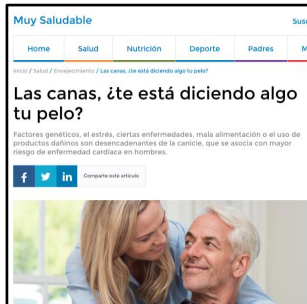 Muy Saludable
Sus
Home Salud Nutrición Deporte Padres M
Inicio / Salud / Envejecimiento / Las canas, ¿te está diciendo algo tu pelo?
Las canas, ¿te está diciendo algo
tu pelo?
Factores genéticos, el estrés, ciertas enfermedades, mala alimentación o el uso de
productos dañinos son desencadenantes de la canicie, que se asocia con mayor
riesgo de enfermedad cardíaca en hombres.
Comparte este artículo